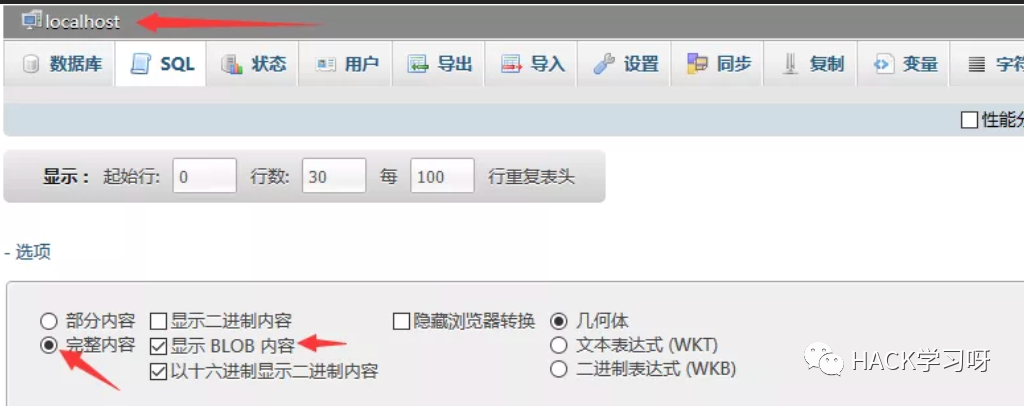 localhost
数据库 SQL 状态 用户 导出 导入 设置 同步 复制 变量
性能
显示： 起始行: 0 行数: 30 每 100 行重复表头
- 选项
部分内容 显示二进制内容 隐藏浏览器转换 几何体
完整内容 显示 BLOB 内容 文本表达式 (WKT)
以十六进制显示二进制内容 二进制表达式 (WKB)
HACK学习呀